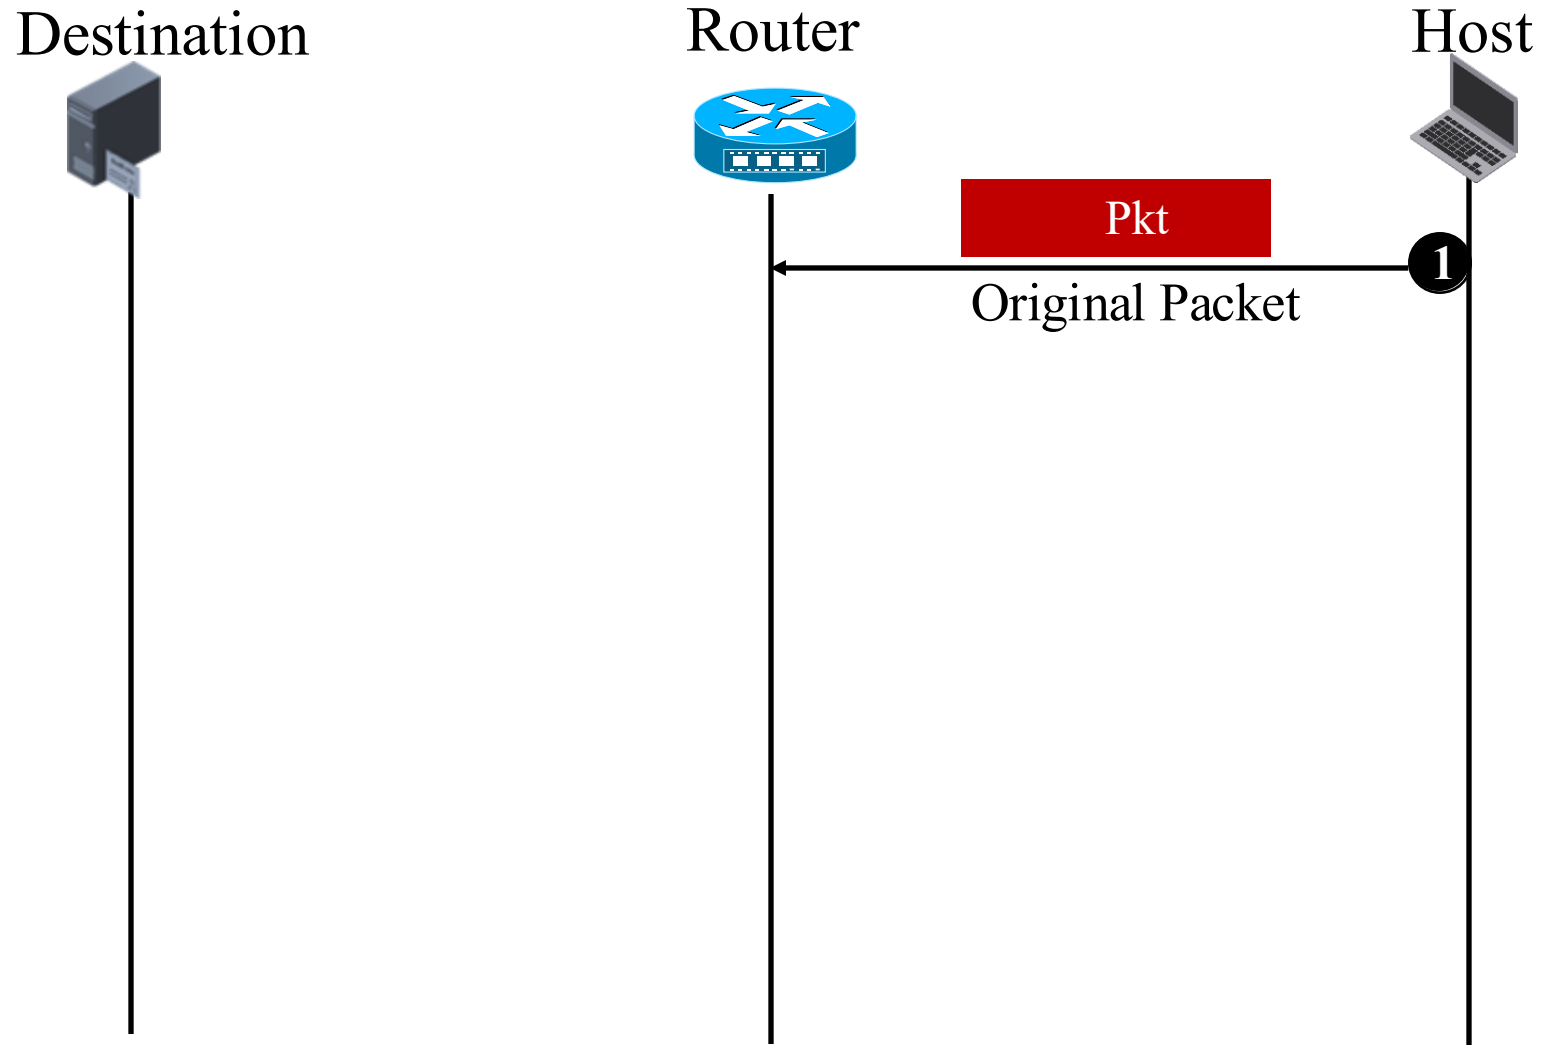 Destination
Router
Host
Pkt
1
Original Packet